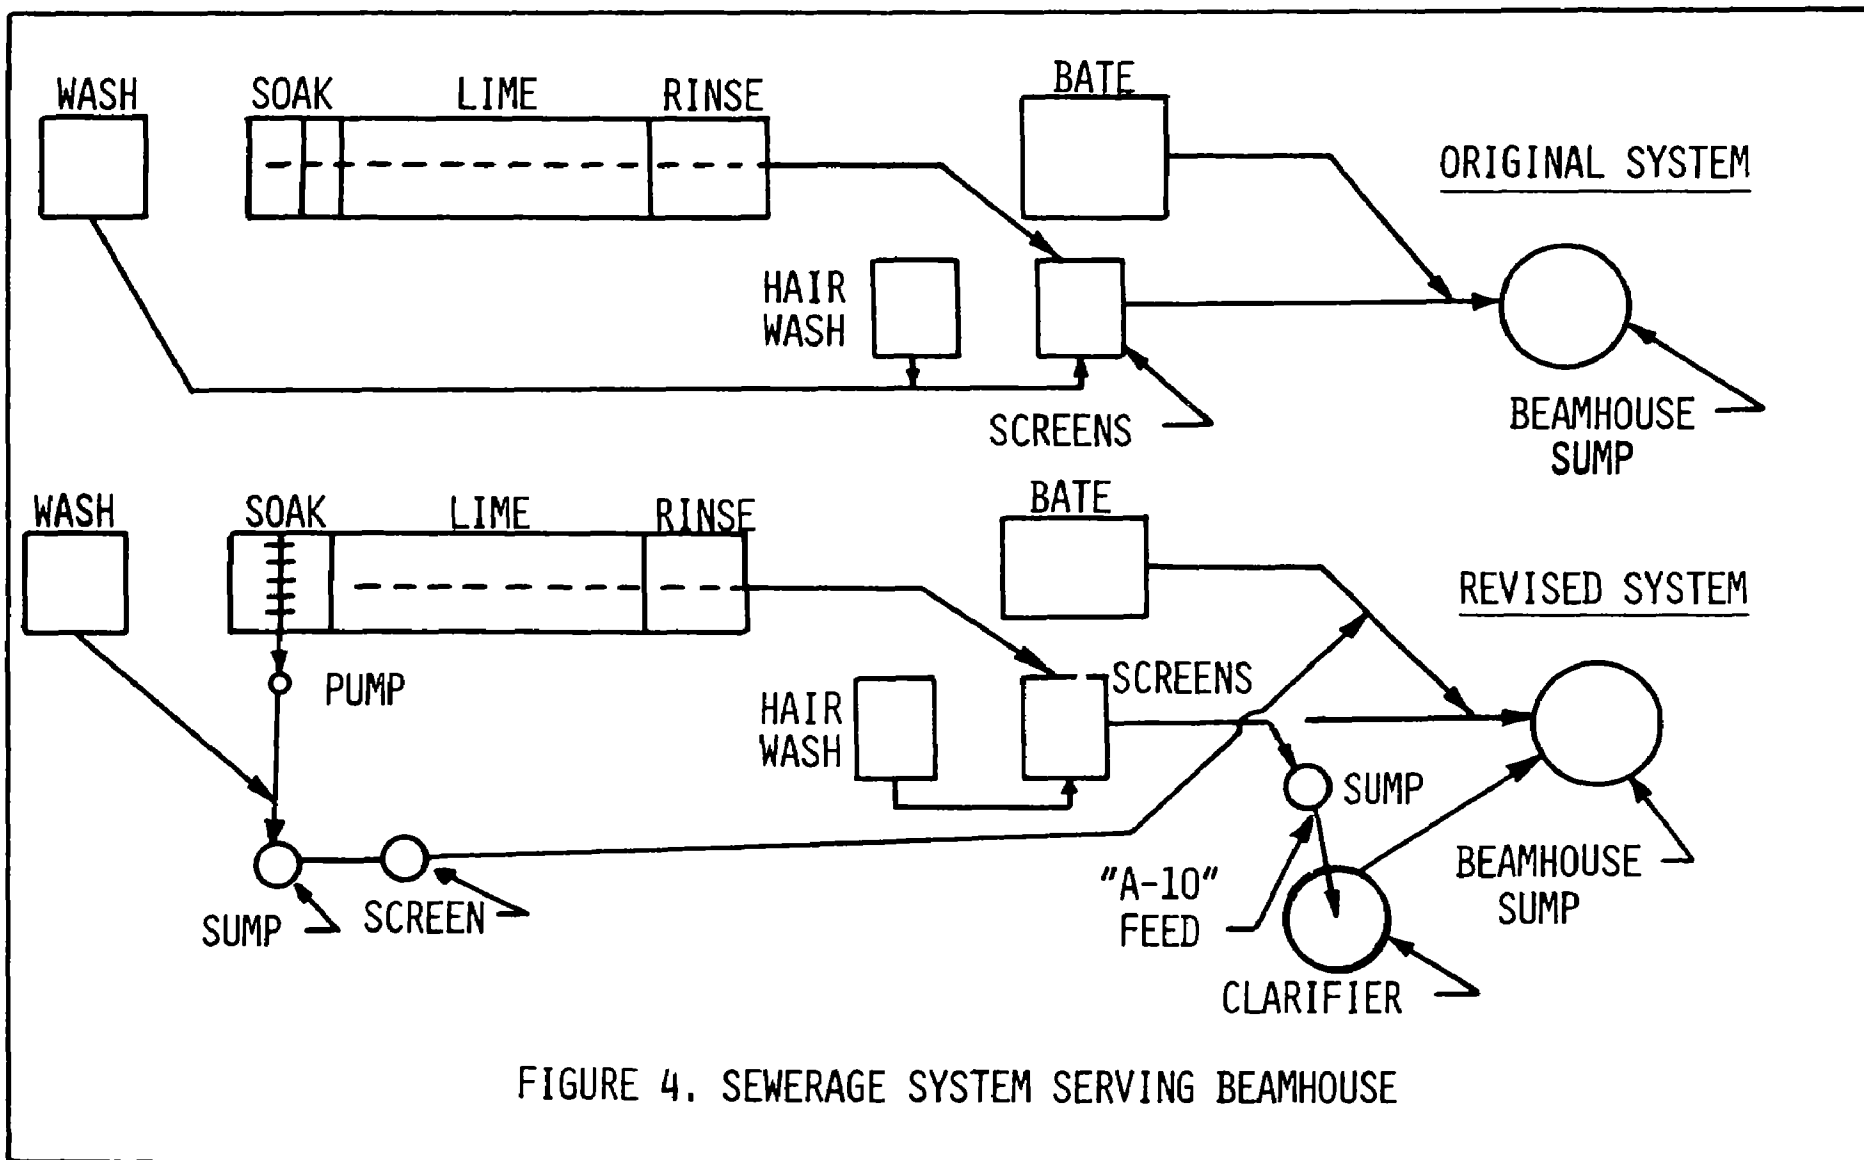 WASH
SOAK
LIME
RINSE
BATE
ORIGINAL SYSTEM
HAIR
WASH
SCREENS
BEAMHOUSE
SUMP
WASH
SOAK
LIME
RINSE
BATE
REVISED SYSTEM
PUMP
HAIR
WASH
SCREENS
SUMP
SUMP
SCREEN
"A-10"
FEED
BEAMHOUSE
SUMP
CLARIFIER
FIGURE 4. SEWERAGE SYSTEM SERVING BEAMHOUSE